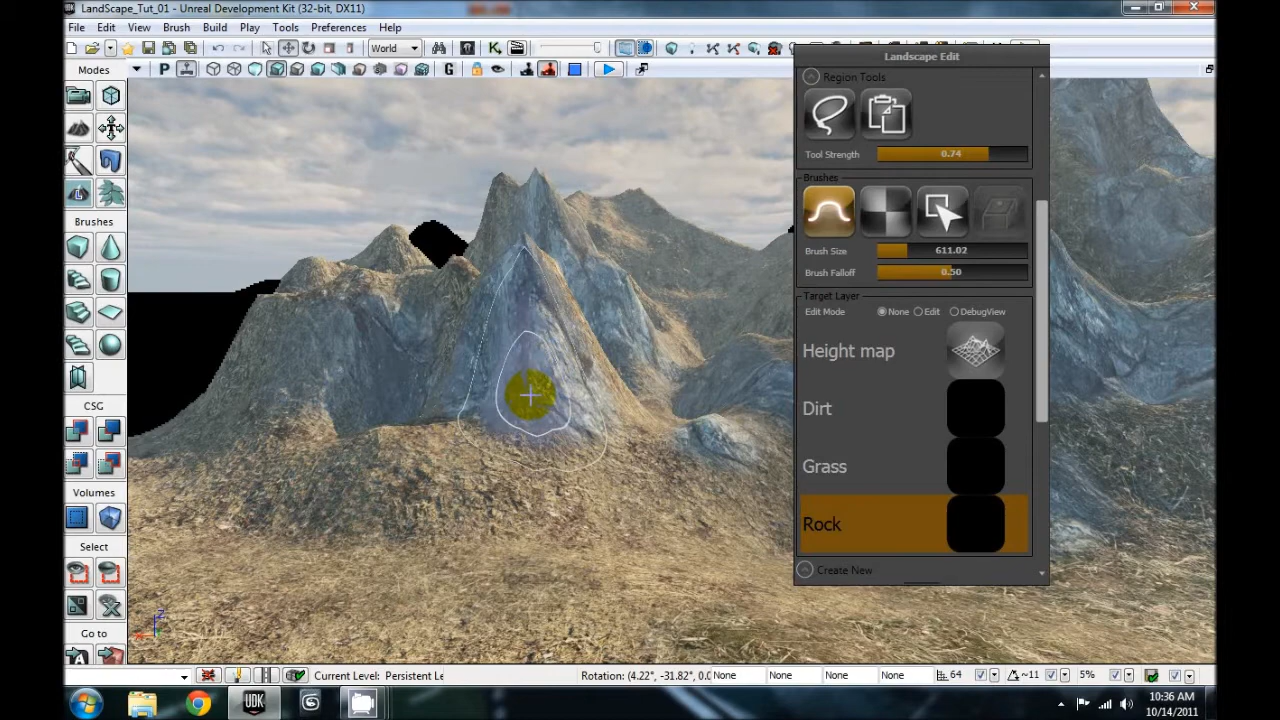 LandScape_Tut_01 - Unreal Development Kit (32-bit, DX11)
File Edit View Brush Build Play Tools Preferences Help
World
Modes
P
G
Landscape Edit
Region Tools
Tool Strength 0.74
Brushes
Brush Size 611.02
Brush Falloff 0.50
Target Layer
Edit Mode None Edit DebugView
Height map
Dirt
Grass
Rock
Create New
Brushes
CSG
Volumes
Select
Go to
Z
Current Level: Persistent Le
Rotation: (4.22°, -31.82°, 0.0
None None None None
64
~11
5%
UDK
10:36 AM
10/14/2011